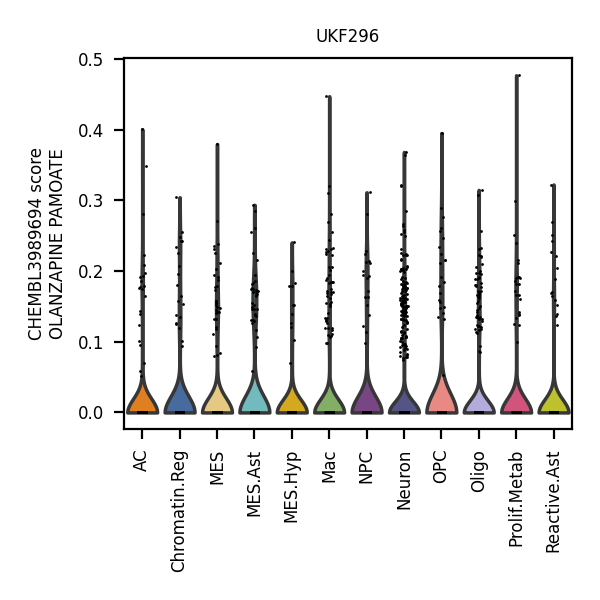 UKF296
CHEMBL3989694 score
OLANZAPINE PAMOATE
0.5
0.4
0.3
0.2
0.1
0.0
AC
Chromatin.Reg
MES
MES.Ast
MES.Hyp
Mac
NPC
Neuron
OPC
Oligo
Prolif.Metab
Reactive.Ast